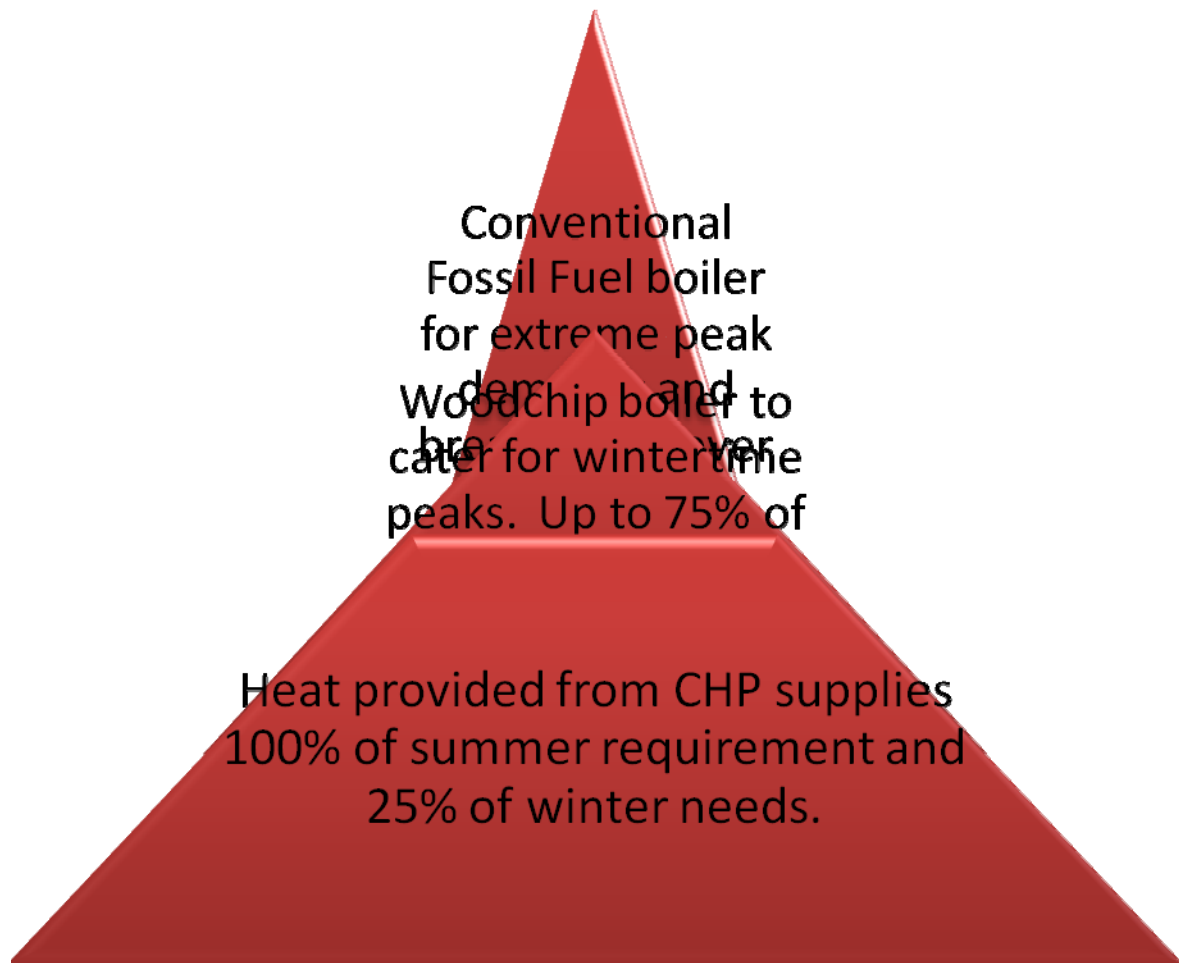 Conventional
Fossil Fuel boiler
for extreme peak
and
Woodchip boiler to
cater for wintertime
peaks.  Up to 75% of
Heat provided from CHP supplies
100% of summer requirement and
25% of winter needs.